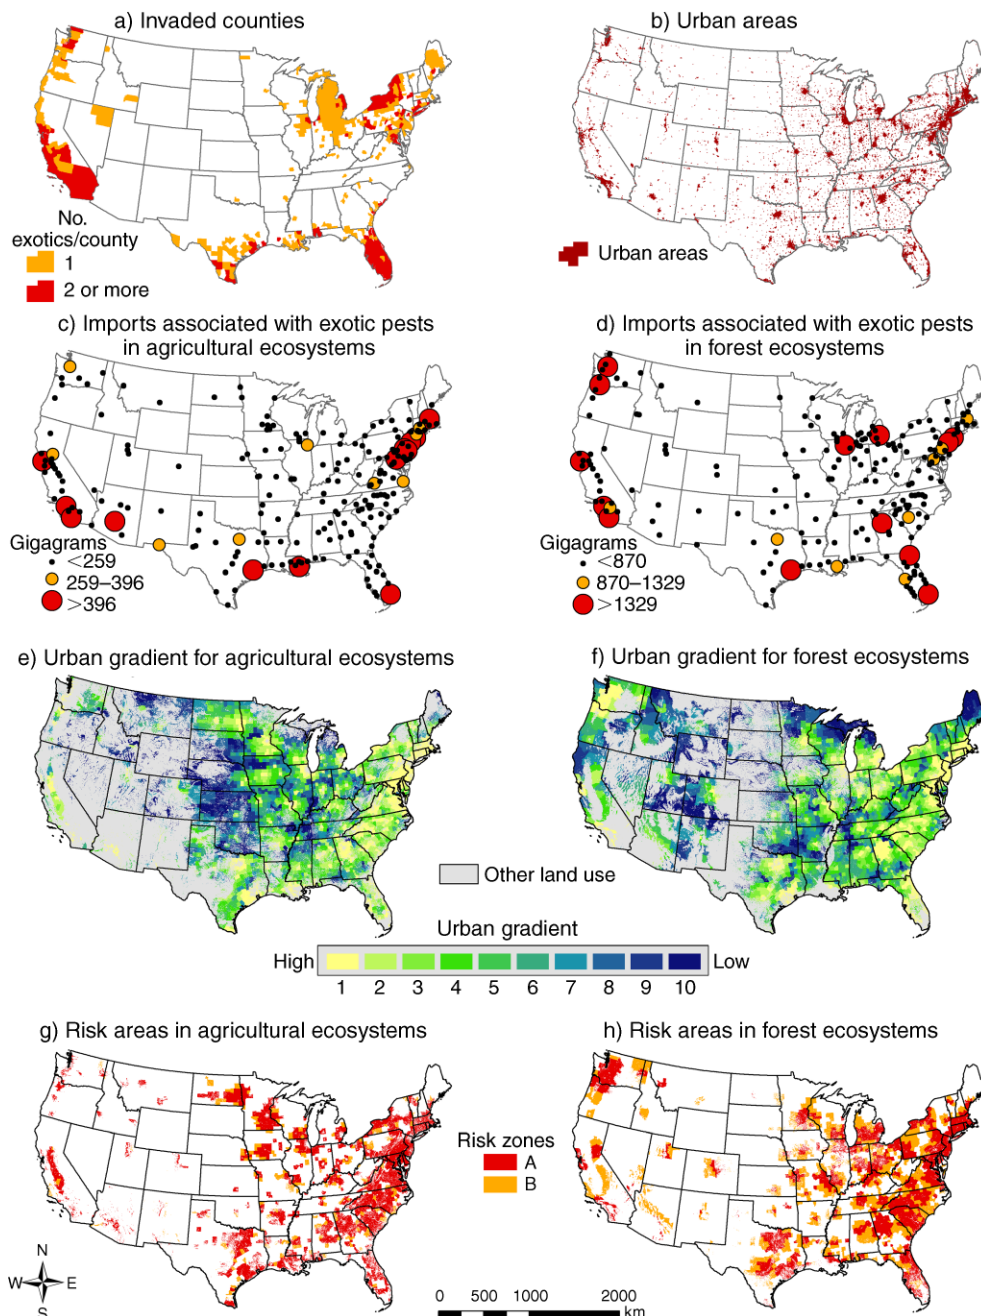 a) Invaded counties
b) Urban areas
No.
exotics/county
1
2 or more
Urban areas
c) Imports associated with exotic pests
in agricultural ecosystems
d) Imports associated with exotic pests
in forest ecosystems
Gigagrams
<259
259–396
>396
Gigagrams
<870
870–1329
>1329
e) Urban gradient for agricultural ecosystems
f) Urban gradient for forest ecosystems
Other land use
Urban gradient
High
Low
1 2 3 4 5 6 7 8 9 10
g) Risk areas in agricultural ecosystems
h) Risk areas in forest ecosystems
Risk zones
A
B
N
W E
S
0 500 1000 2000
km